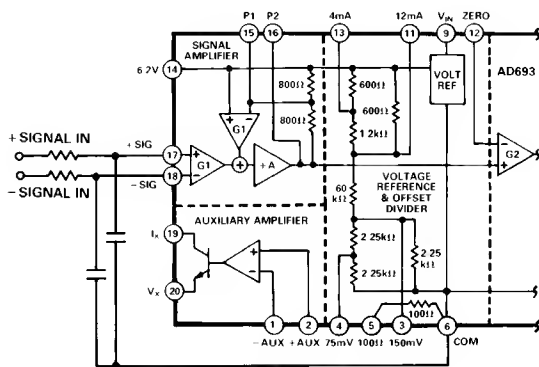 P1 P2 4mA 12mA VIN ZERO
15 16 13 11 9 12
SIGNAL
AMPLIFIER
AD693
6.2V 14
800Ω
600Ω
VOLT
REF
600Ω
800Ω
G1
1.2kΩ
+ SIGNAL IN
+SIG
17
G1
+A
G2
- SIGNAL IN
-SIG
18
60
kΩ
VOLTAGE
REFERENCE
& OFFSET
DIVIDER
AUXILIARY AMPLIFIER
IX
19
2 25kΩ
2 25
kΩ
2 25kΩ
VX
20
100Ω
1 2 4 5 3 6
-AUX +AUX 75mV 100Ω 150mV COM